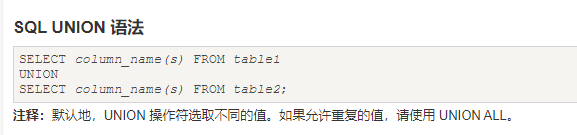 SQL UNION 语法
SELECT column_name(s) FROM table1
UNION
SELECT column_name(s) FROM table2;
注释：默认地，UNION 操作符选取不同的值。如果允许重复的值，请使用 UNION ALL。